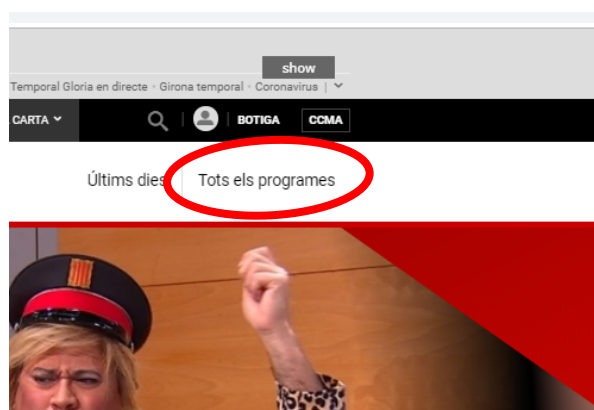 show
Temporal Gloria en directe · Girona temporal · Coronavirus |
CARTA
BOTIGA CCMA
Últims dies Tots els programes